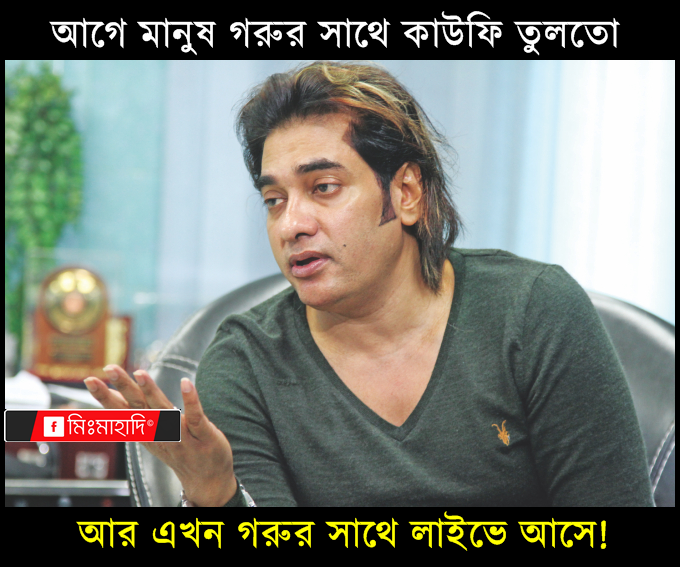 আগে মানুষ গরুর সাথে কাউফি তুলতো
f মিঃমাহাদি©
আর এখন গরুর সাথে লাইভে আসে!